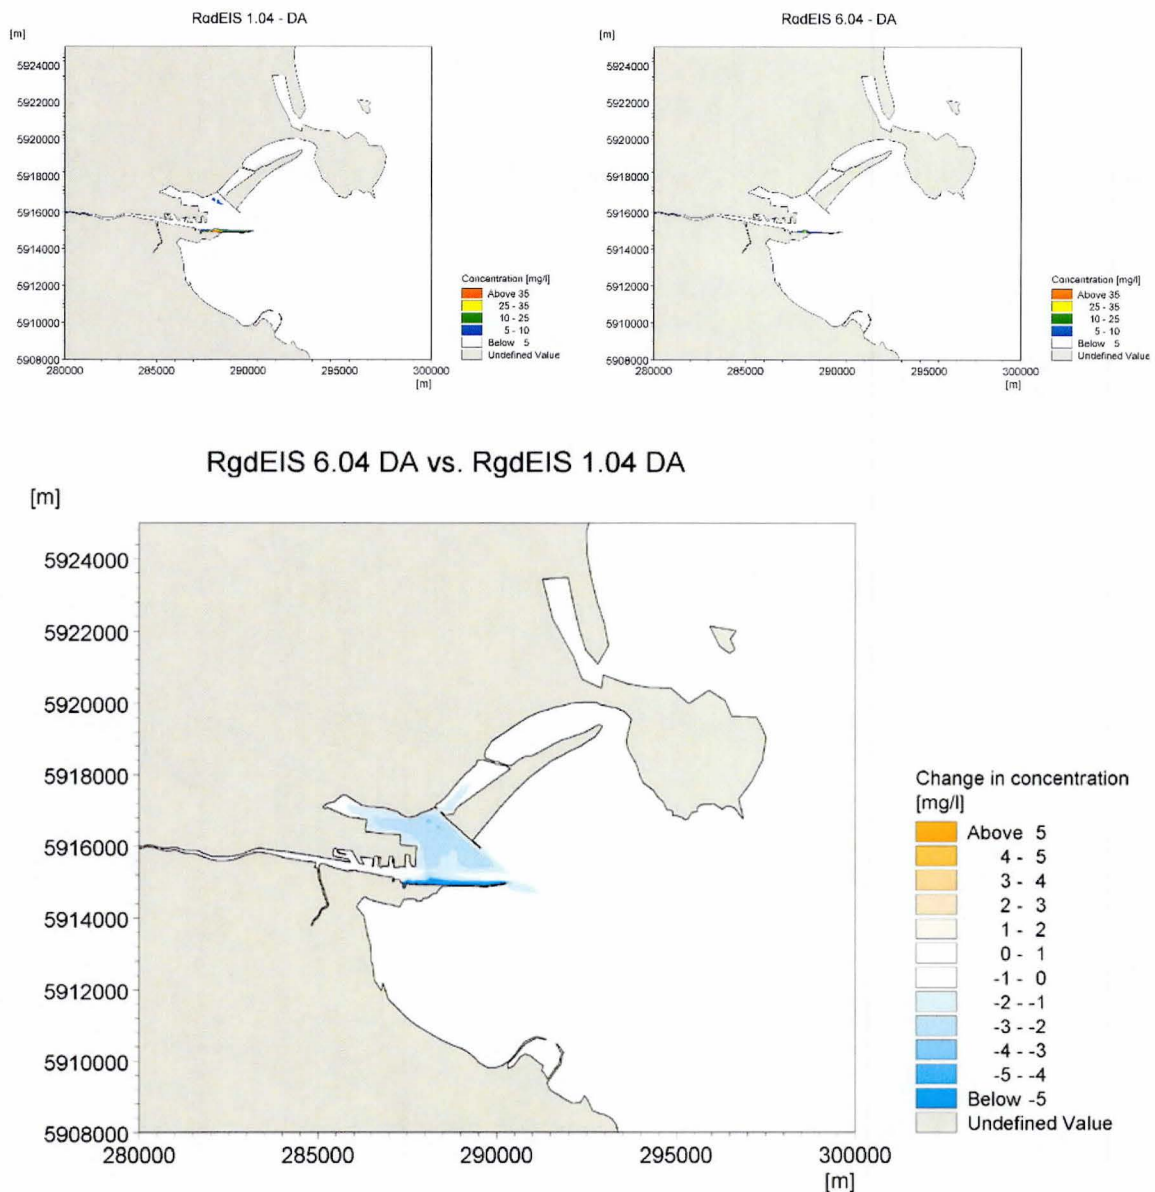 RgdEIS 1.04 - DA
[m]
5924000
5922000
5920000
5918000
5916000
5914000
5912000
5910000
5908000
280000 285000 290000 295000 300000
[m]
Concentration [mg/l]
Above 35
25 - 35
10 - 25
5 - 10
Below 5
Undefined Value
RgdEIS 6.04 - DA
[m]
5924000
5922000
5920000
5918000
5916000
5914000
5912000
5910000
5908000
280000 285000 290000 295000 300000
[m]
Concentration [mg/l]
Above 35
25 - 35
10 - 25
5 - 10
Below 5
Undefined Value
RgdEIS 6.04 DA vs. RgdEIS 1.04 DA
[m]
5924000
5922000
5920000
5918000
5916000
5914000
5912000
5910000
5908000
280000 285000 290000 295000 300000
[m]
Change in concentration
[mg/l]
Above 5
4 - 5
3 - 4
2 - 3
1 - 2
0 - 1
-1 - 0
-2 - -1
-3 - -2
-4 - -3
-5 - -4
Below -5
Undefined Value